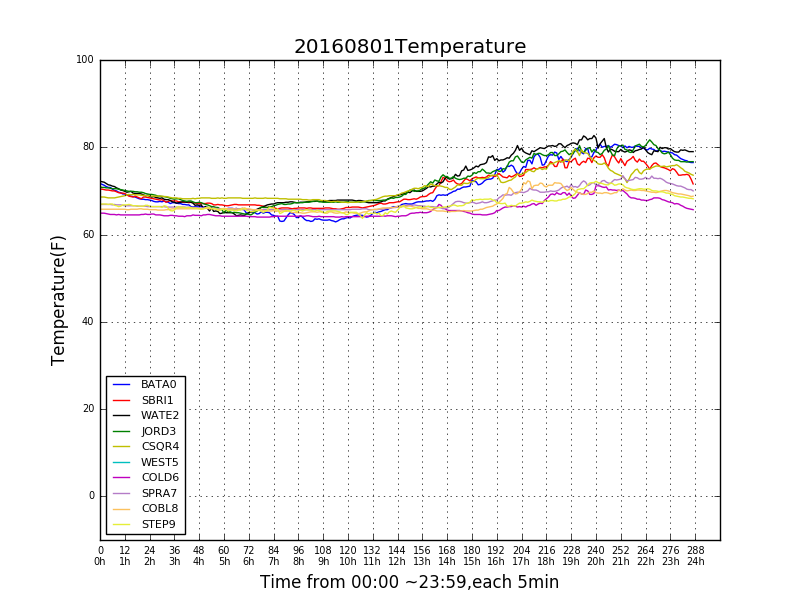 20160801Temperature
100
80
60
40
20
0
Temperature(F)
BATA0
SBRI1
WATE2
JORD3
CSQR4
WEST5
COLD6
SPRA7
COBL8
STEP9
0 12 24 36 48 60 72 84 96 108 120 132 144 156 168 180 192 204 216 228 240 252 264 276 288
0h 1h 2h 3h 4h 5h 6h 7h 8h 9h 10h 11h 12h 13h 14h 15h 16h 17h 18h 19h 20h 21h 22h 23h 24h
Time from 00:00 ~23:59,each 5min